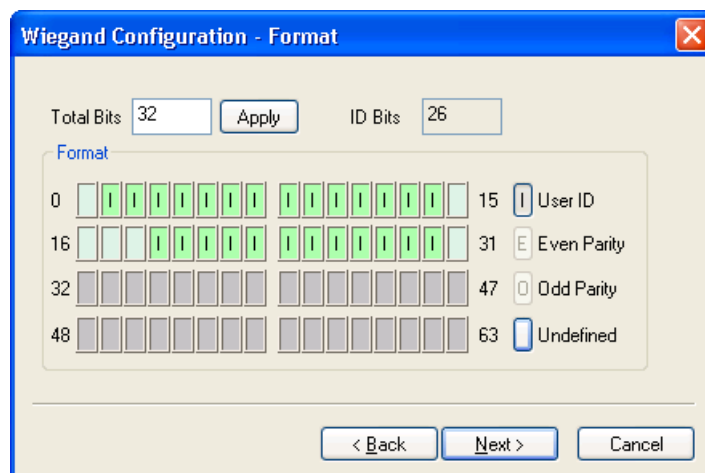 Wiegand Configuration - Format
Total Bits 32 Apply ID Bits 26
Format
0 I I I I I I I I I I I I I I 15 I User ID
16 I I I I I I I I I I I I 31 E Even Parity
32 47 O Odd Parity
48 63 Undefined
< Back Next > Cancel